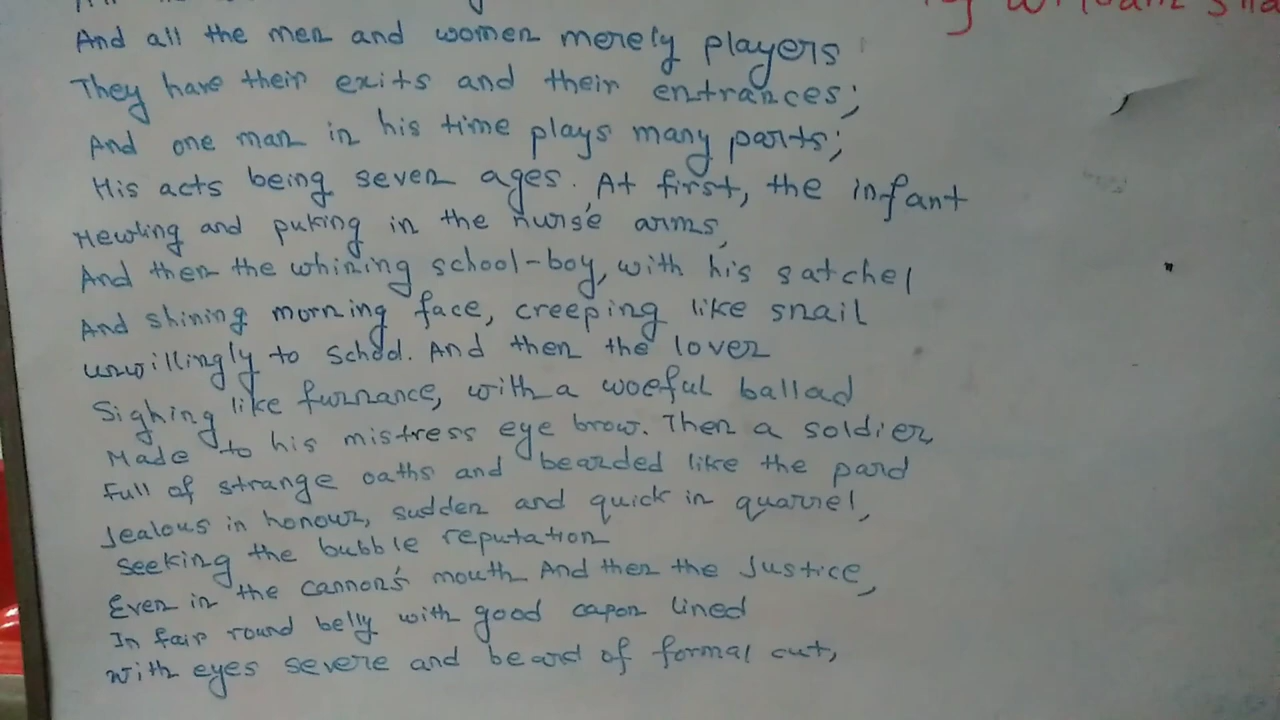 by William Sha
And all the men and women merely players
They have their exits and their entrances;
And one man in his time plays many parts;
His acts being seven ages. At first, the infant
Mewling and puking in the nurse' arms,
And then the whining school-boy, with his satchel
And shining morning face, creeping like snail
unwillingly to school. And then the lover
Sighing like furnance, with a woeful ballad
Made to his mistress eye brow. Then a soldier,
Full of strange oaths and bearded like the pard
Jealous in honour, sudden and quick in quarrel,
Seeking the bubble reputation
Even in the cannon's mouth And then the Justice,
In fair round belly with good capon lined
With eyes severe and beard of formal cut,